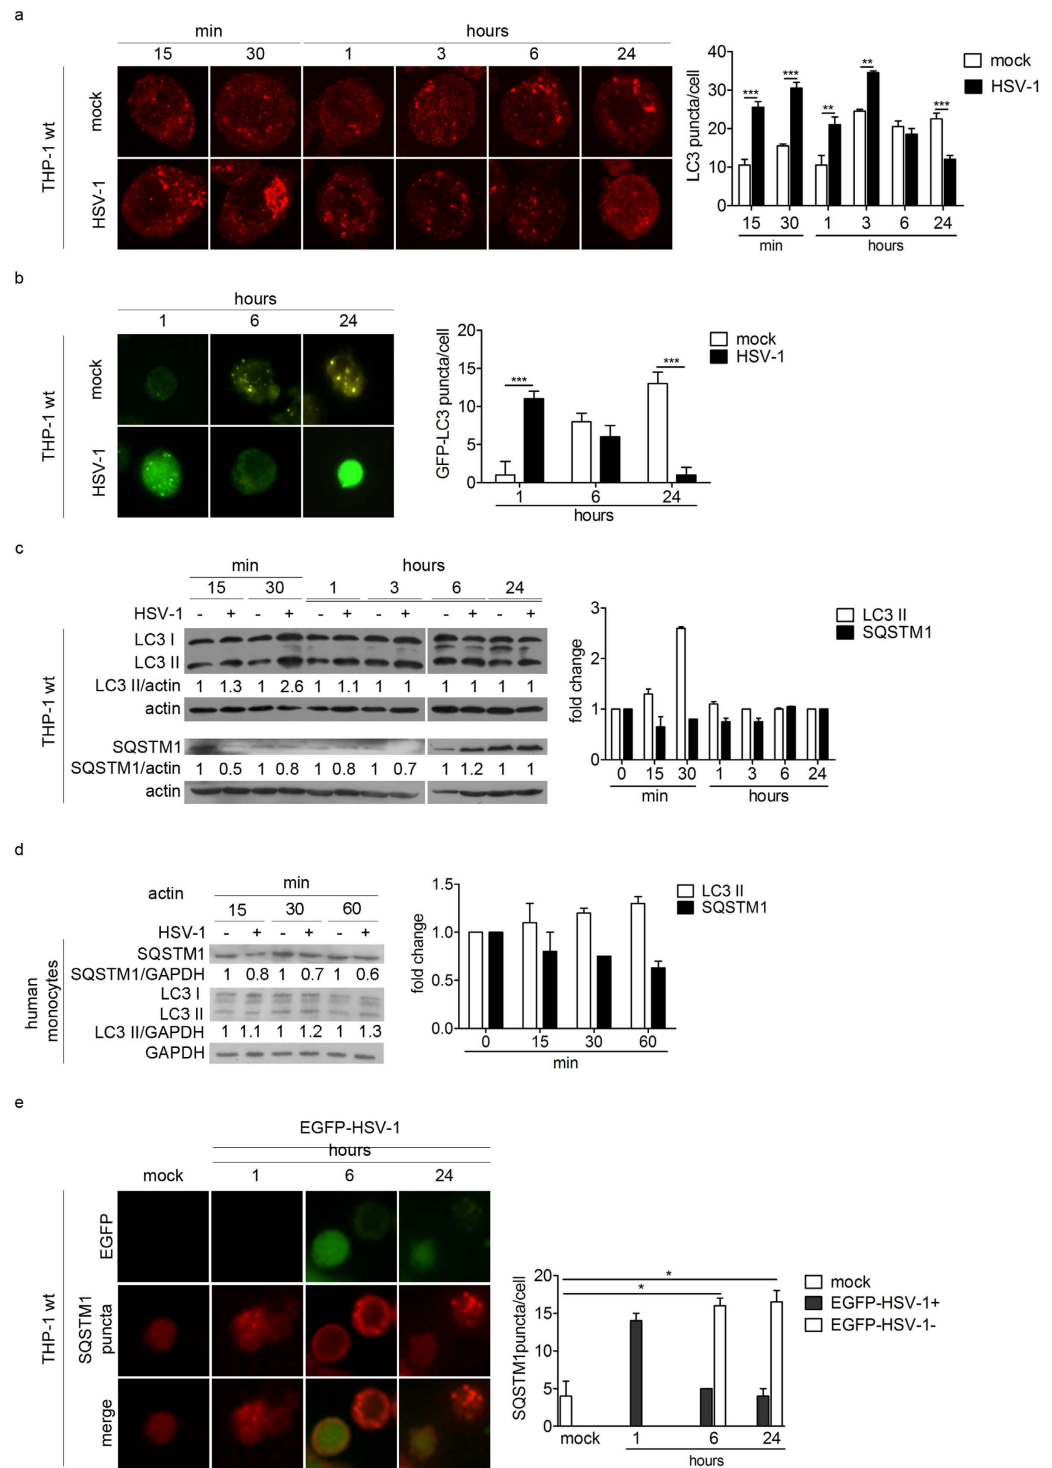 a
min
hours
15 30 1 3 6 24
THP-1 wt
mock
HSV-1
LC3 puncta/cell
40
30
20
10
0
*** *** ** ** ***
mock
HSV-1
15 30 1 3 6 24
min hours
b
hours
1 6 24
THP-1 wt
mock
HSV-1
GFP-LC3 puncta/cell
20
15
10
5
0
*** ***
mock
HSV-1
1 6 24
hours
c
min hours
15 30 1 3 6 24
HSV-1 - + - + - + - + - + - +
THP-1 wt
LC3 I
LC3 II
LC3 II/actin 1 1.3 1 2.6 1 1.1 1 1 1 1 1 1
actin
SQSTM1
SQSTM1/actin 1 0.5 1 0.8 1 0.8 1 0.7 1 1.2 1 1
actin
fold change
3
2
1
0
LC3 II
SQSTM1
0 15 30 1 3 6 24
min hours
d
actin
min
15 30 60
HSV-1 - + - + - +
human
monocytes
SQSTM1
SQSTM1/GAPDH 1 0.8 1 0.7 1 0.6
LC3 I
LC3 II
LC3 II/GAPDH 1 1.1 1 1.2 1 1.3
GAPDH
fold change
1.5
1.0
0.5
0.0
LC3 II
SQSTM1
0 15 30 60
min
e
EGFP-HSV-1
hours
mock 1 6 24
THP-1 wt
EGFP
SQSTM1
puncta
merge
SQSTM1puncta/cell
20
15
10
5
0
*
*
mock
EGFP-HSV-1+
EGFP-HSV-1-
mock 1 6 24
hours